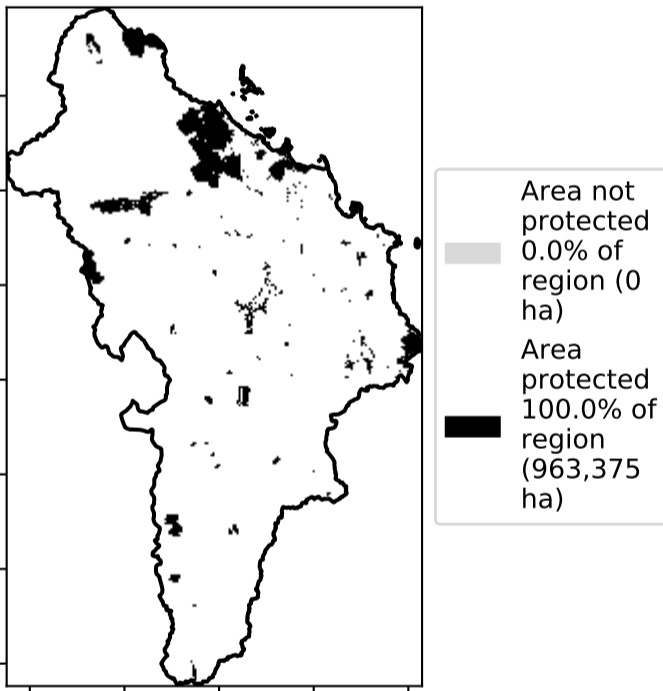 Area not
protected
0.0% of
region (0
ha)
Area
protected
100.0% of
region
(963,375
ha)